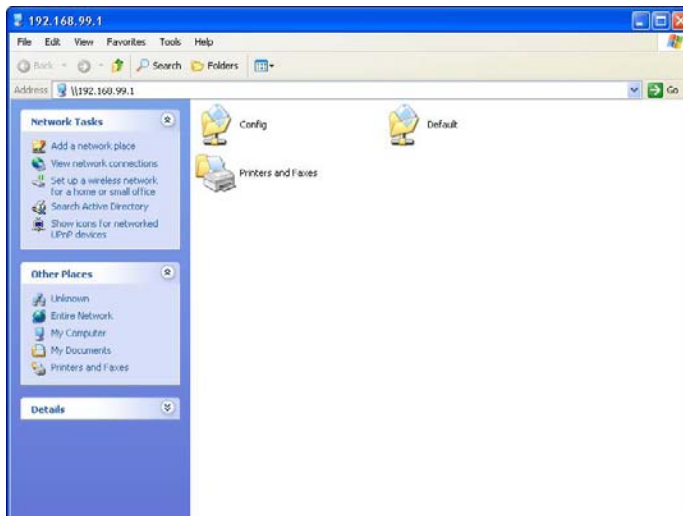 192.168.99.1
File Edit View Favorites Tools Help
Back Search Folders
Address \\192.168.99.1 Go
Network Tasks
Add a network place
View network connections
Set up a wireless network
for a home or small office
Search Active Directory
Show icons for networked
UPnP devices
Other Places
Unknown
Entire Network
My Computer
My Documents
Printers and Faxes
Details
Config
Default
Printers and Faxes